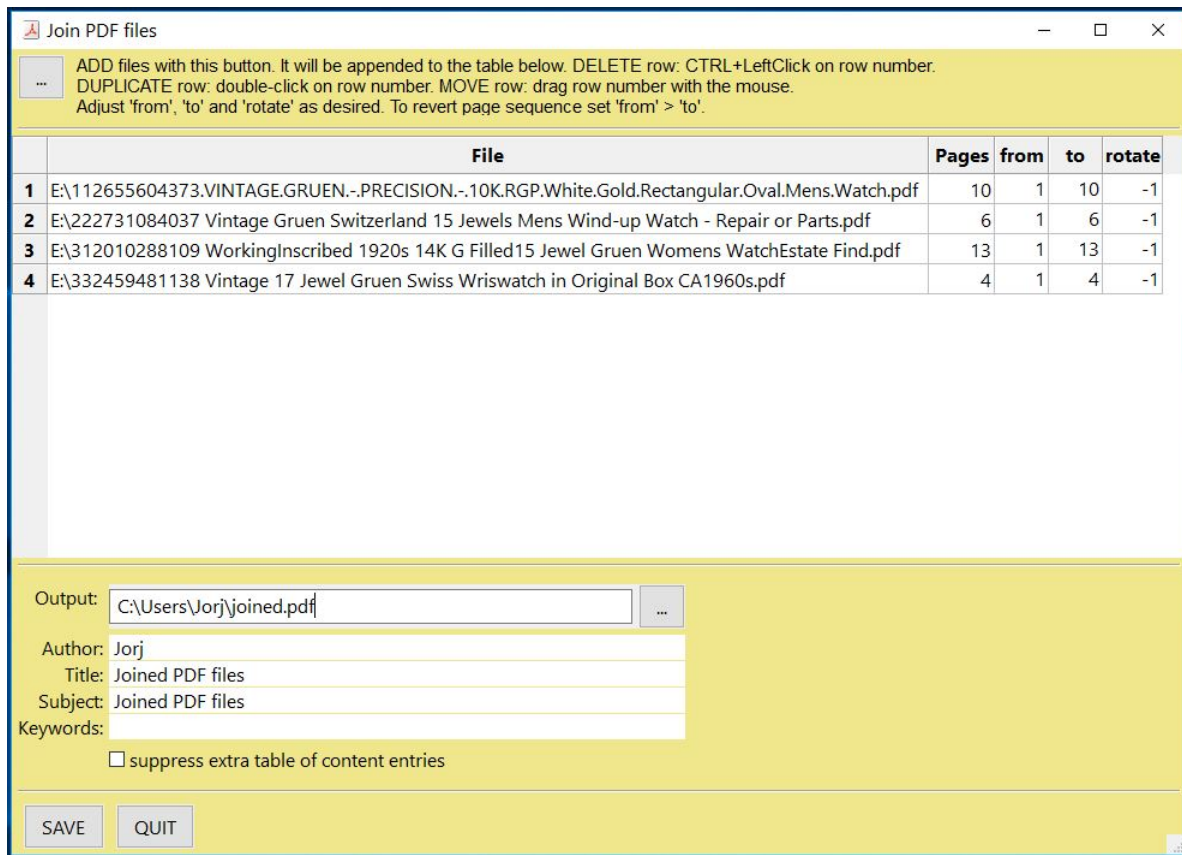 Join PDF files
... ADD files with this button. It will be appended to the table below. DELETE row: CTRL+LeftClick on row number.
DUPLICATE row: double-click on row number. MOVE row: drag row number with the mouse.
Adjust 'from', 'to' and 'rotate' as desired. To revert page sequence set 'from' > 'to'.
File Pages from to rotate
1 E:\112655604373.VINTAGE.GRUEN.-.PRECISION.-.10K.RGP.White.Gold.Rectangular.Oval.Mens.Watch.pdf 10 1 10 -1
2 E:\222731084037 Vintage Gruen Switzerland 15 Jewels Mens Wind-up Watch - Repair or Parts.pdf 6 1 6 -1
3 E:\312010288109 WorkingInscribed 1920s 14K G Filled15 Jewel Gruen Womens WatchEstate Find.pdf 13 1 13 -1
4 E:\332459481138 Vintage 17 Jewel Gruen Swiss Wriswatch in Original Box CA1960s.pdf 4 1 4 -1
Output: C:\Users\Jorj\joined.pdf ...
Author: Jorj
Title: Joined PDF files
Subject: Joined PDF files
Keywords:
suppress extra table of content entries
SAVE QUIT